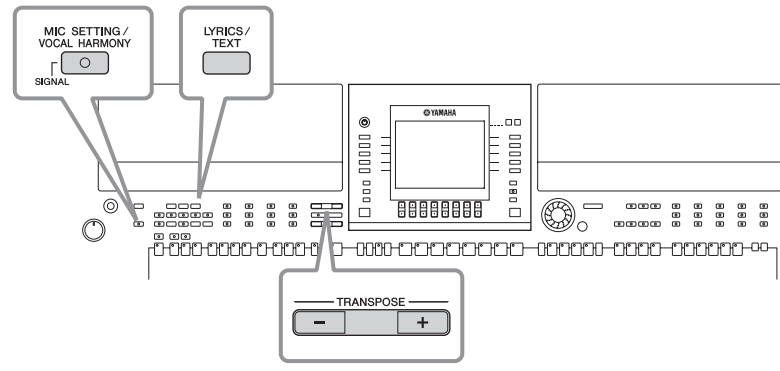 MIC SETTING /
VOCAL HARMONY
SIGNAL
LYRICS /
TEXT
YAMAHA
TRANSPOSE
− +